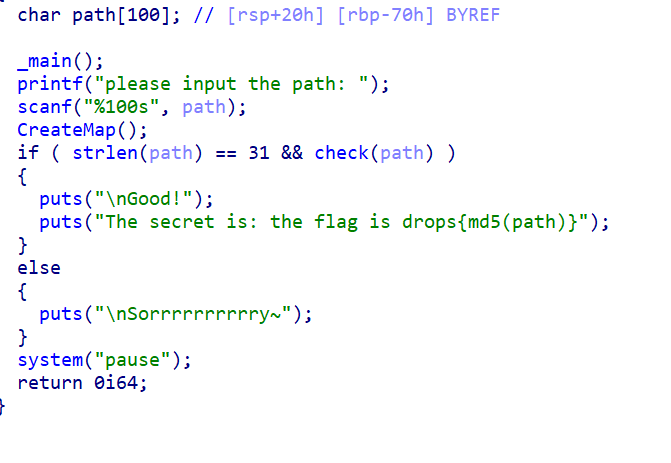 char path[100]; // [rsp+20h] [rbp-70h] BYREF
_main();
printf("please input the path: ");
scanf("%100s", path);
CreateMap();
if ( strlen(path) == 31 && check(path) )
{
puts("\nGood!");
puts("The secret is: the flag is drops{md5(path)}");
}
else
{
puts("\nSorrrrrrrrrry~");
}
system("pause");
return 0i64;
}